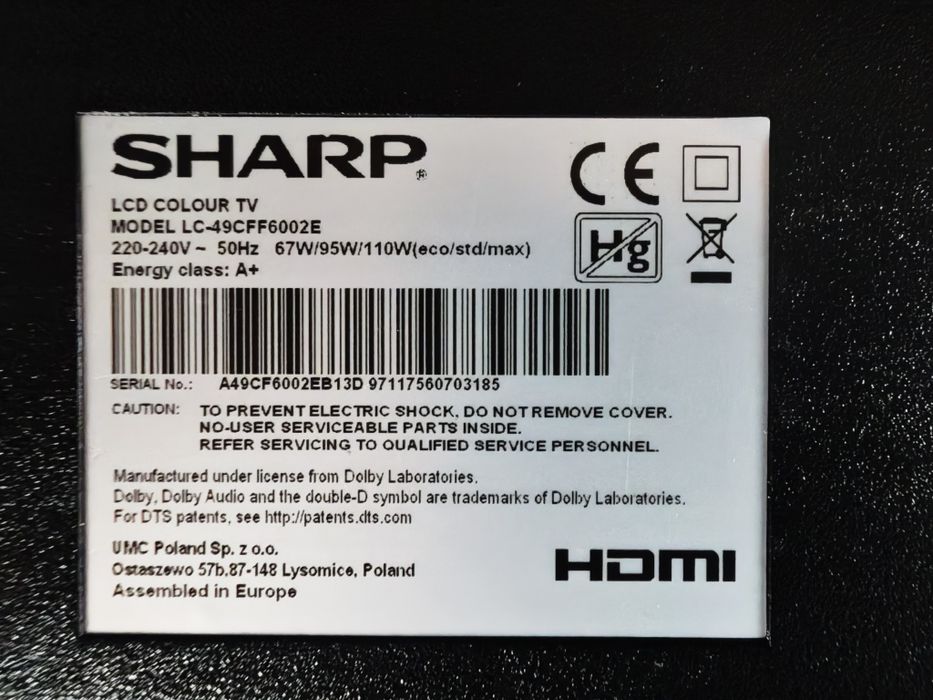 SHARP®
LCD COLOUR TV
MODEL LC-49CFF6002E
220-240V ~ 50Hz 67W/95W/110W(eco/std/max)
Energy class: A+
CE
Hg
SERIAL No.: A49CF6002EB13D 97117560703185
CAUTION: TO PREVENT ELECTRIC SHOCK, DO NOT REMOVE COVER.
NO-USER SERVICEABLE PARTS INSIDE.
REFER SERVICING TO QUALIFIED SERVICE PERSONNEL.
Manufactured under license from Dolby Laboratories.
Dolby, Dolby Audio and the double-D symbol are trademarks of Dolby Laboratories.
For DTS patents, see http://patents.dts.com
UMC Poland Sp. z o.o.
Ostaszewo 57b,87-148 Lysomice, Poland
Assembled in Europe
HDMI